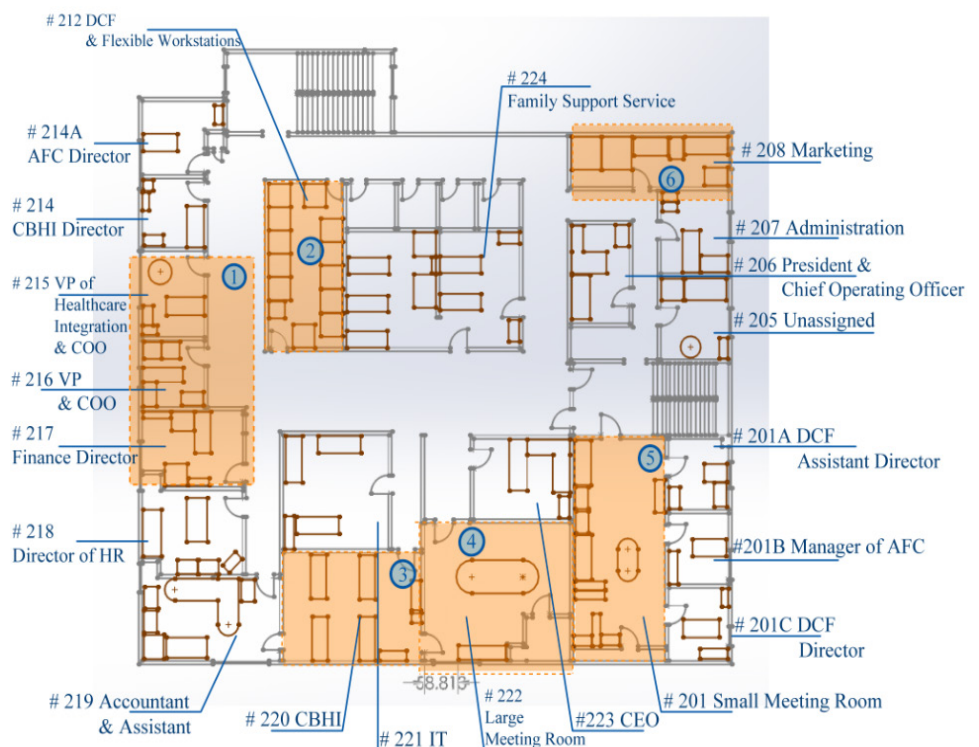 # 212 DCF
& Flexible Workstations
# 224
Family Support Service
# 214A
AFC Director
# 208 Marketing
6
# 214
CBHI Director
# 207 Administration
2
1
# 206 President &
Chief Operating Officer
# 215 VP of
Healthcare
Integration
& COO
# 205 Unassigned
# 216 VP
& COO
# 217
Finance Director
# 201A DCF
Assistant Director
5
# 218
Director of HR
4
3
#201B Manager of AFC
# 201C DCF
Director
# 219 Accountant
& Assistant
# 220 CBHI
# 221 IT
# 222
Large
Meeting Room
#223 CEO
# 201 Small Meeting Room